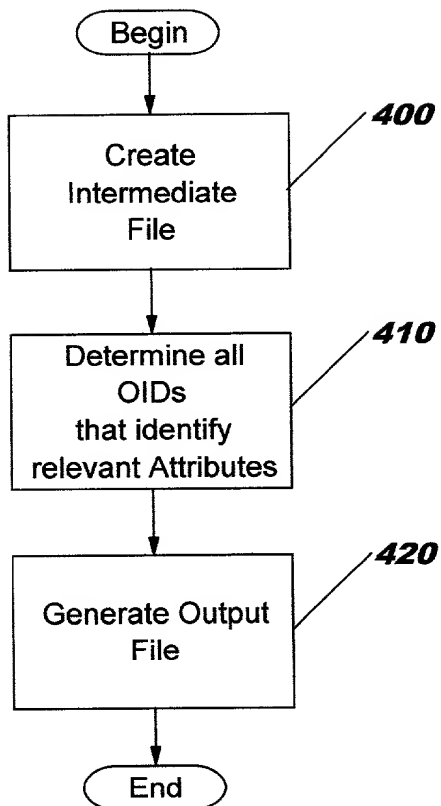 Begin
400
Create
Intermediate
File
410
Determine all
OIDs
that identify
relevant Attributes
420
Generate Output
File
End